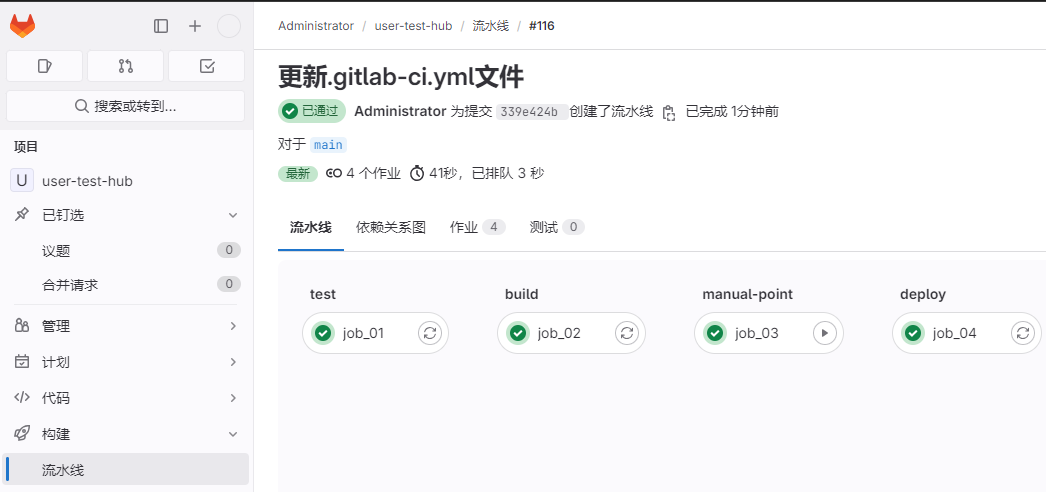 Administrator / user-test-hub / 流水线 / #116
更新.gitlab-ci.yml文件
已通过 Administrator 为提交 339e424b 创建了流水线 已完成 1分钟前
对于 main
最新 4 个作业 41秒，已排队 3 秒
搜索或转到...
项目
U user-test-hub
已钉选
议题 0
合并请求 0
管理
计划
代码
构建
流水线
流水线 依赖关系图 作业 4 测试 0
test build manual-point deploy
job_01 job_02 job_03 job_04